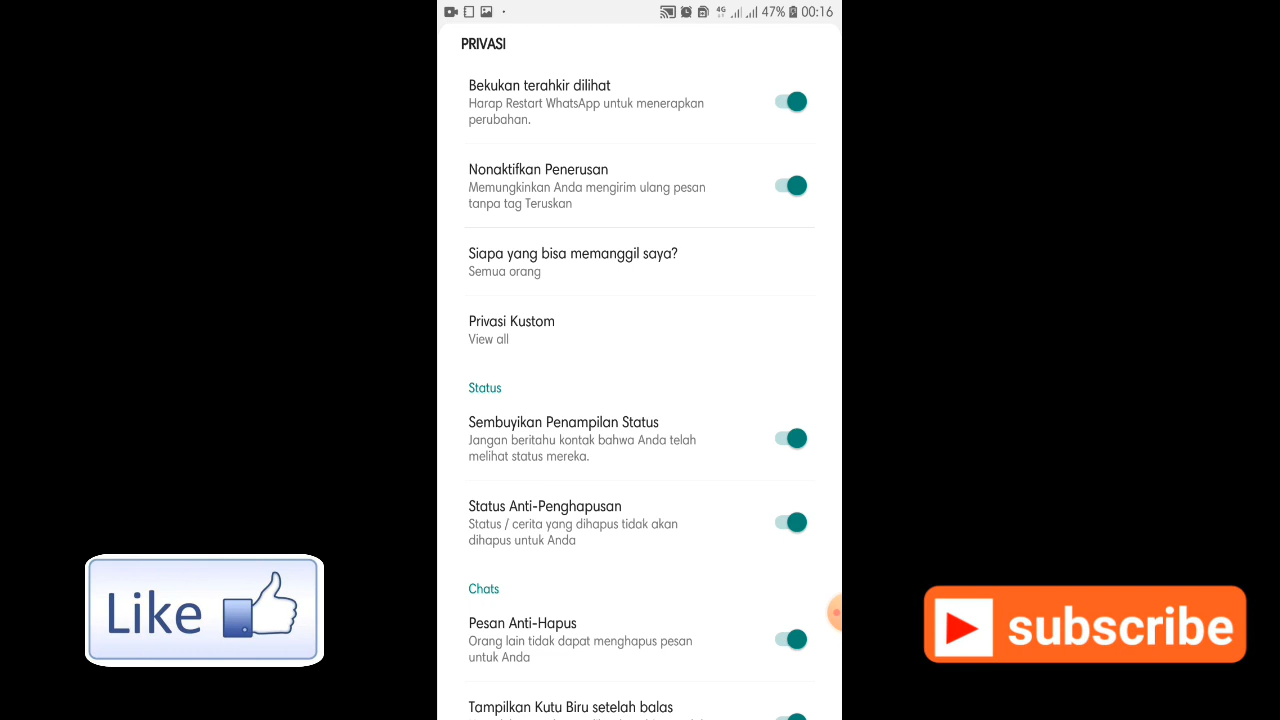 4G 47% 00:16
PRIVASI
Bekukan terahkir dilihat
Harap Restart WhatsApp untuk menerapkan
perubahan.
Nonaktifkan Penerusan
Memungkinkan Anda mengirim ulang pesan
tanpa tag Teruskan
Siapa yang bisa memanggil saya?
Semua orang
Privasi Kustom
View all
Status
Sembuyikan Penampilan Status
Jangan beritahu kontak bahwa Anda telah
melihat status mereka.
Status Anti-Penghapusan
Status / cerita yang dihapus tidak akan
dihapus untuk Anda
Chats
Pesan Anti-Hapus
Orang lain tidak dapat menghapus pesan
untuk Anda
Tampilkan Kutu Biru setelah balas
Like
subscribe